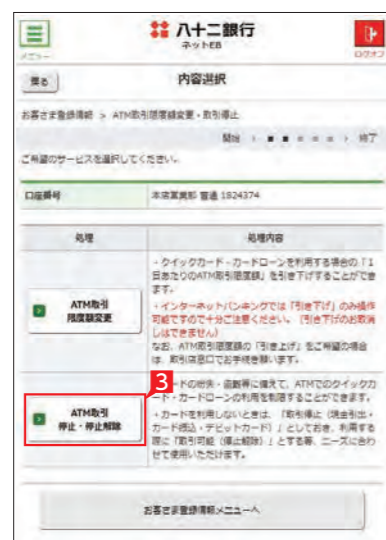 八十二銀行
ネットEB
メニュー
ログオフ
戻る
内容選択
お客さま登録情報 > ATM取引限度額変更・取引停止
開始 › ■ ■ ■ ■ ■ › 終了
ご希望のサービスを選択してください。
口座番号
本店営業部 普通 1824374
処理
処理内容
ATM取引
限度額変更
・クイックカード・カードローンを利用する場合の「1
日あたりのATM取引限度額」を引き下げすることができ
ます。
・インターネットバンキングでは「引き下げ」のみ操作
可能ですので十分ご注意ください。（引き下げのお取消
しはできません）
なお、ATM取引限度額の「引き上げ」をご希望の場合
は、取引店窓口でお手続き願います。
3
ATM取引
停止・停止解除
ードの紛失・盗難等に備えて、ATMでのクイックカ
ード・カードローンの利用を制限することができます。
・カードを利用しないときは、「取引停止（現金引出・
カード振込・デビットカード）」としておき、利用する
際に「取引可能（停止解除）」とする等、ニーズに合わ
せて使用いただけます。
お客さま登録情報メニューへ